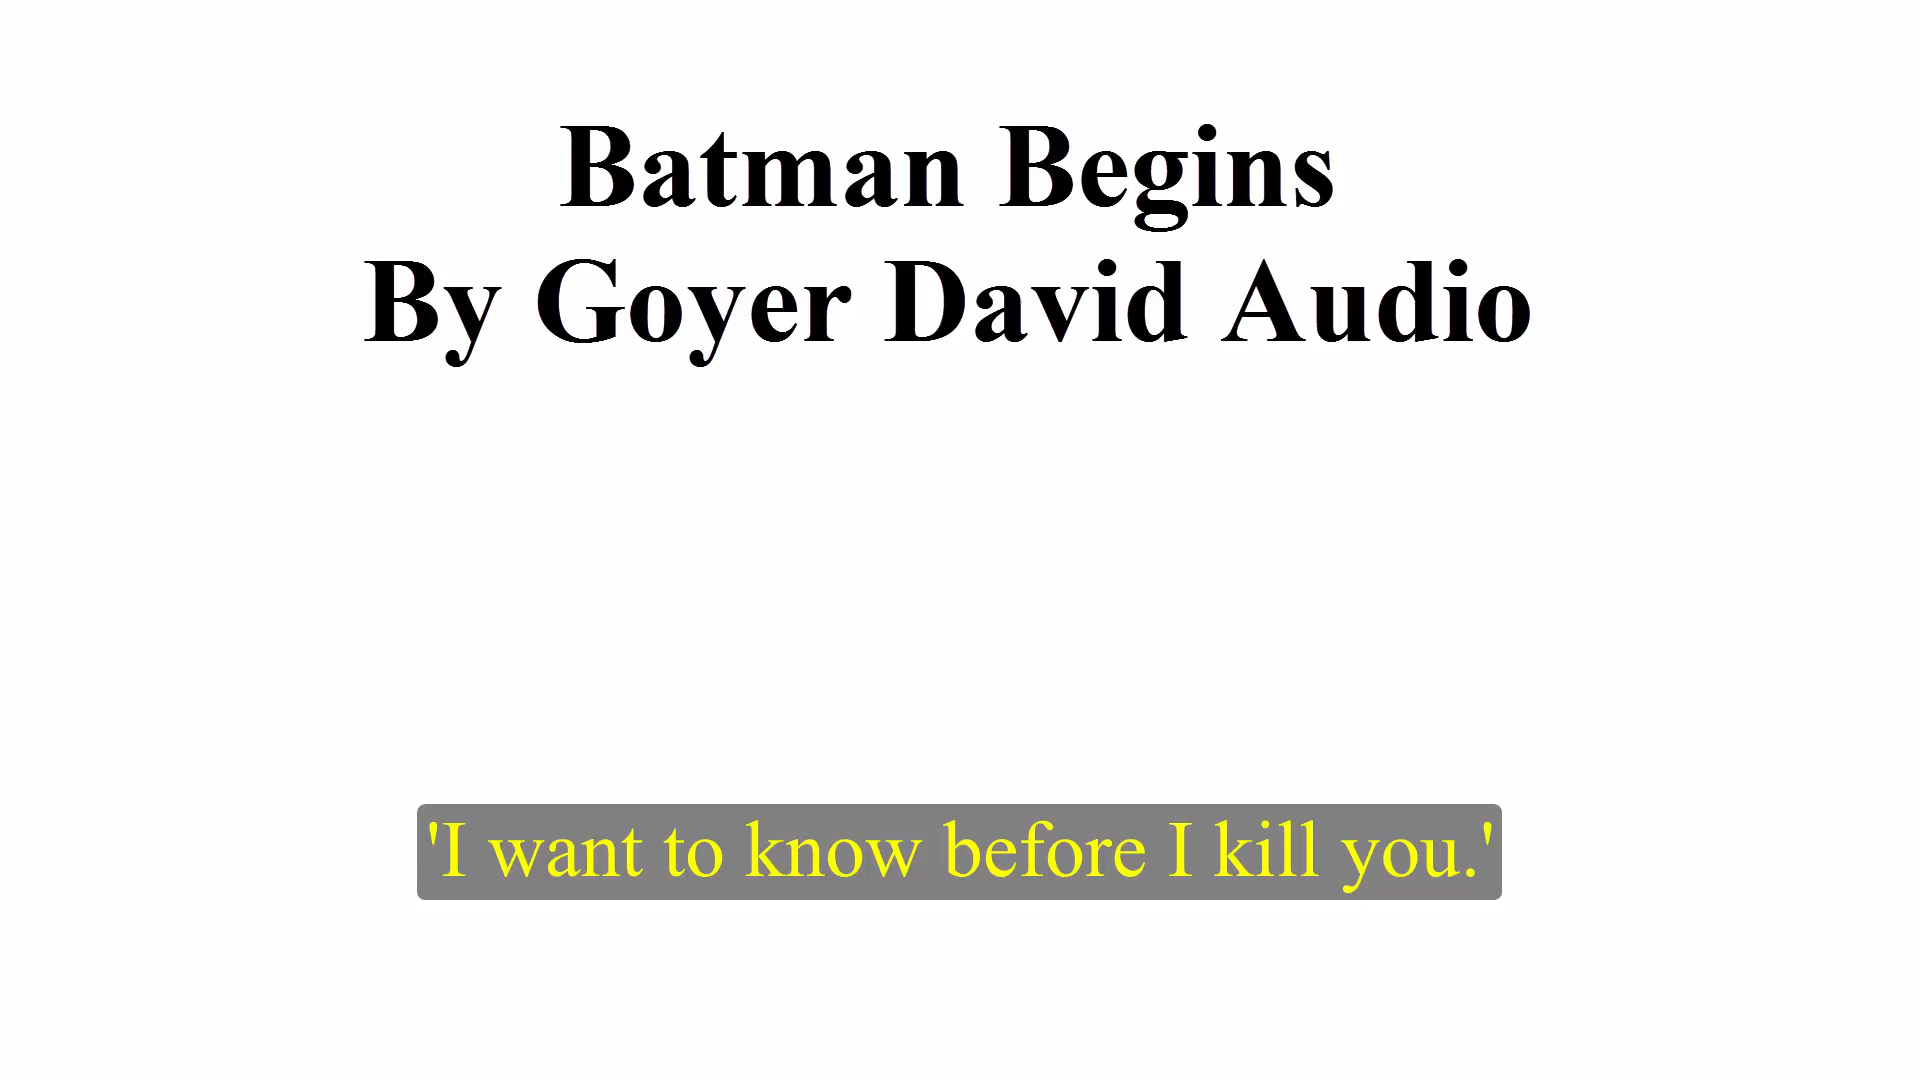 Batman Begins
By Goyer David Audio
'I want to know before I kill you.'